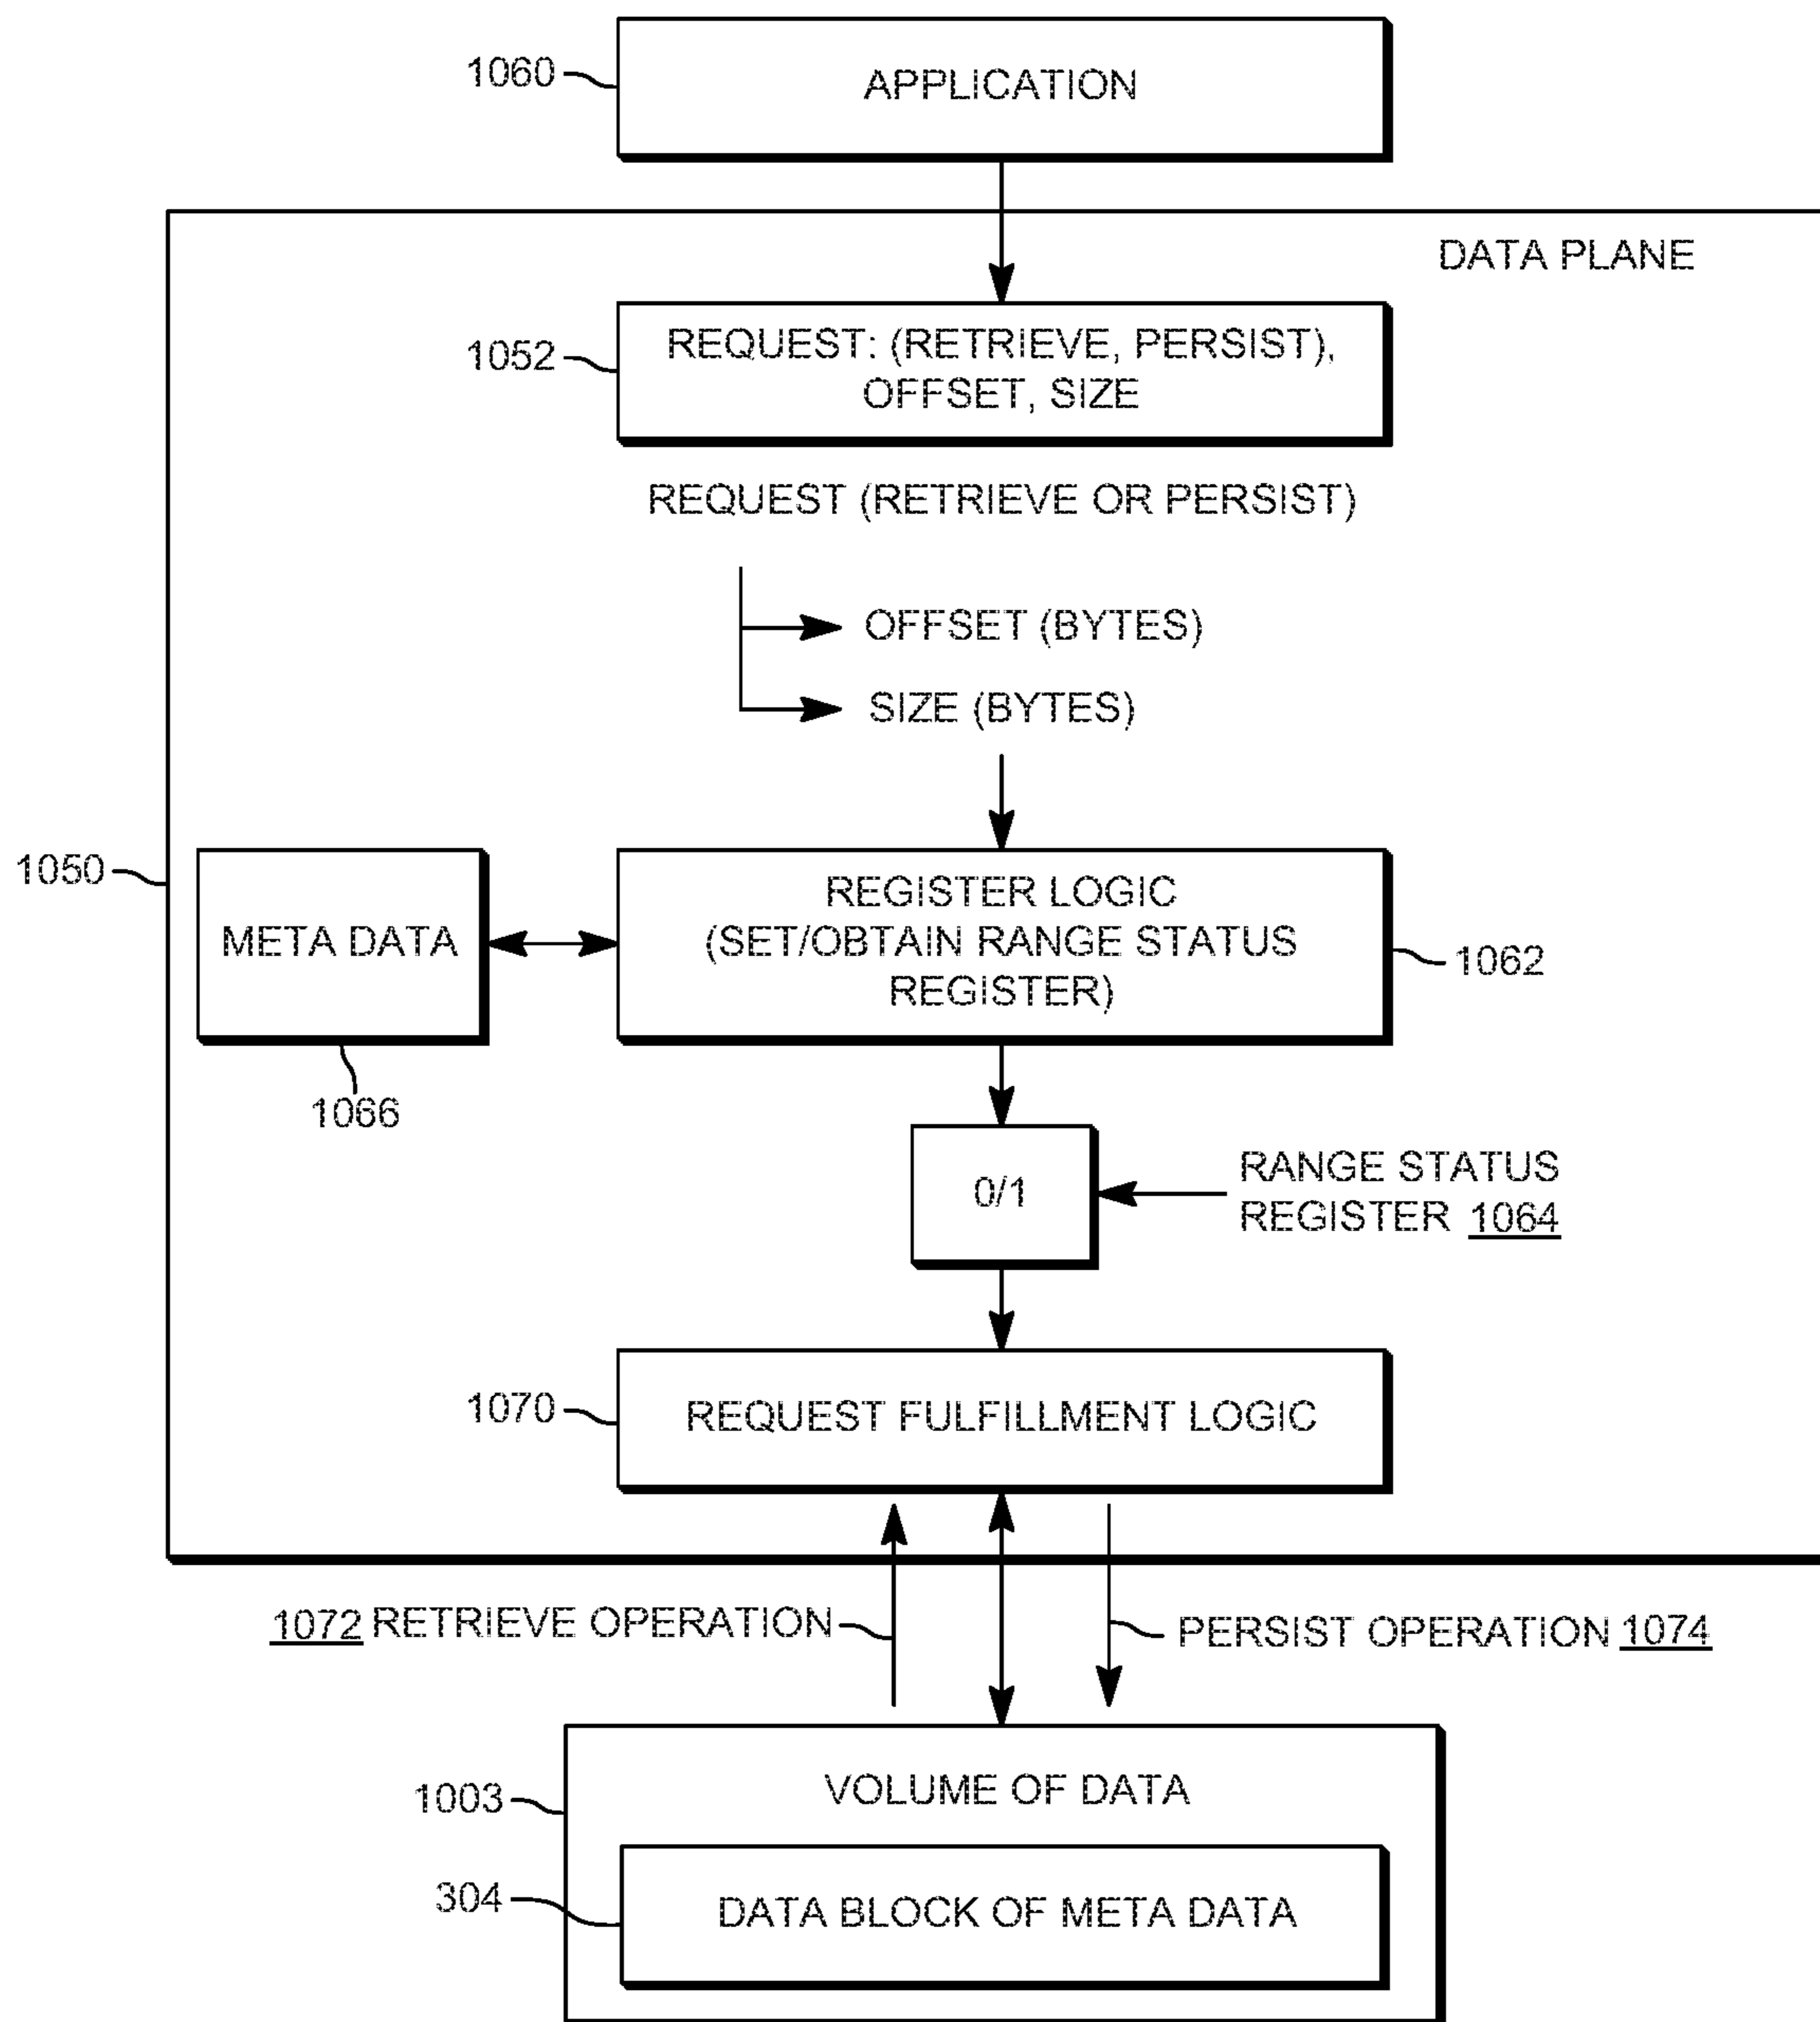 1060
APPLICATION
DATA PLANE
1052
REQUEST: (RETRIEVE, PERSIST),
OFFSET, SIZE
REQUEST (RETRIEVE OR PERSIST)
OFFSET (BYTES)
SIZE (BYTES)
1050
META DATA
1066
REGISTER LOGIC
(SET/OBTAIN RANGE STATUS
REGISTER)
1062
0/1
RANGE STATUS
REGISTER 1064
1070
REQUEST FULFILLMENT LOGIC
1072 RETRIEVE OPERATION
PERSIST OPERATION 1074
1003
VOLUME OF DATA
304
DATA BLOCK OF META DATA